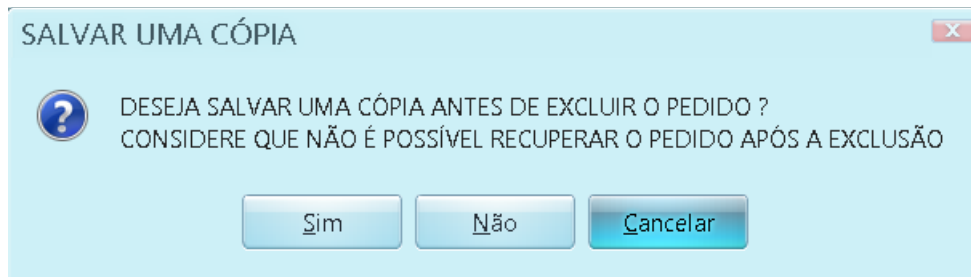 SALVAR UMA CÓPIA
DESEJA SALVAR UMA CÓPIA ANTES DE EXCLUIR O PEDIDO ?
CONSIDERE QUE NÃO É POSSÍVEL RECUPERAR O PEDIDO APÓS A EXCLUSÃO
Sim Não Cancelar